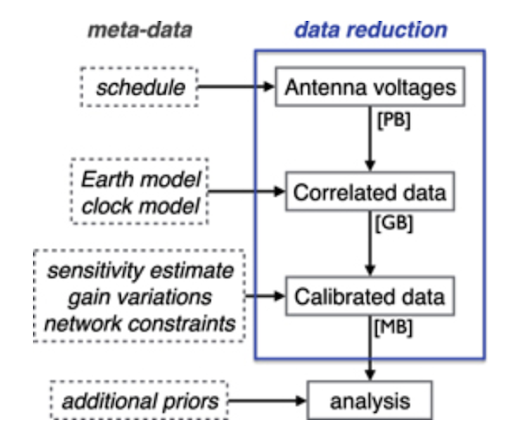 meta-data
data reduction
schedule
Antenna voltages
[PB]
Earth model
clock model
Correlated data
[GB]
sensitivity estimate
gain variations
network constraints
Calibrated data
[MB]
additional priors
analysis